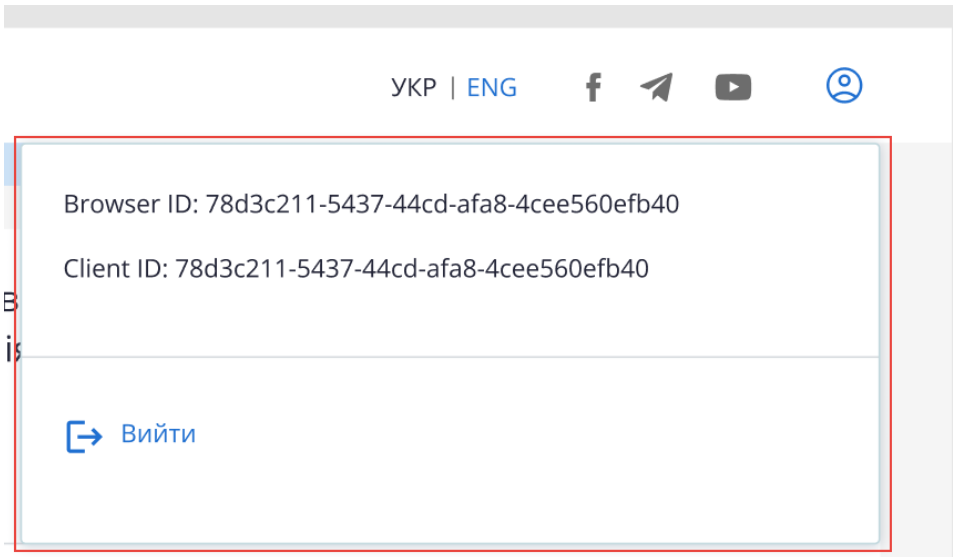 УКР | ENG
Browser ID: 78d3c211-5437-44cd-afa8-4cee560efb40
Client ID: 78d3c211-5437-44cd-afa8-4cee560efb40
Вийти